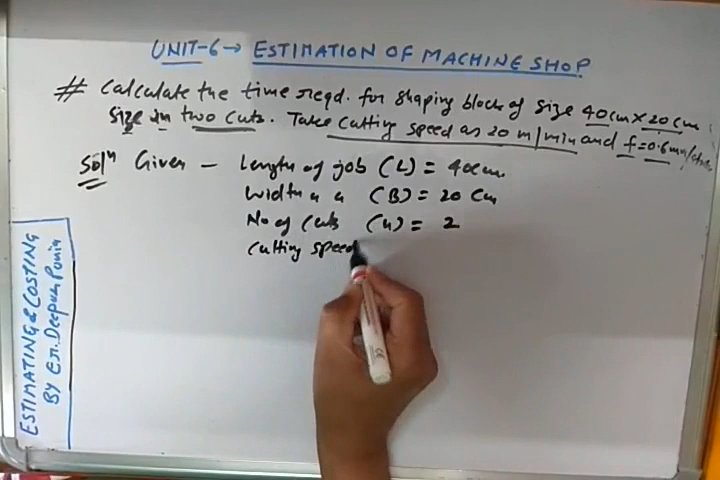 UNIT-6→ ESTIMATION OF MACHINE SHOP
# Calculate the time reqd. for shaping block of size 40cm×20cm
size in two cuts. Take cutting speed as 20 m/min and f=0.6mm/stroke
Solⁿ Given – Length of job (L) = 40cm
Width " " (B) = 20 cm
No of cuts (n) = 2
Cutting speed
ESTIMATING & COSTING
BY ER. Deepak Punia